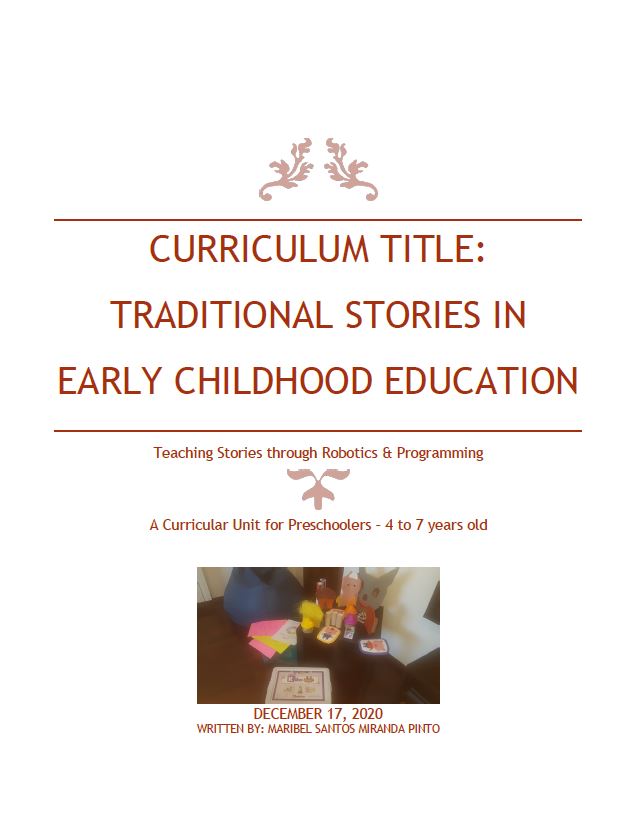 CURRICULUM TITLE:
TRADITIONAL STORIES IN
EARLY CHILDHOOD EDUCATION
Teaching Stories through Robotics & Programming
A Curricular Unit for Preschoolers – 4 to 7 years old
DECEMBER 17, 2020
WRITTEN BY: MARIBEL SANTOS MIRANDA PINTO